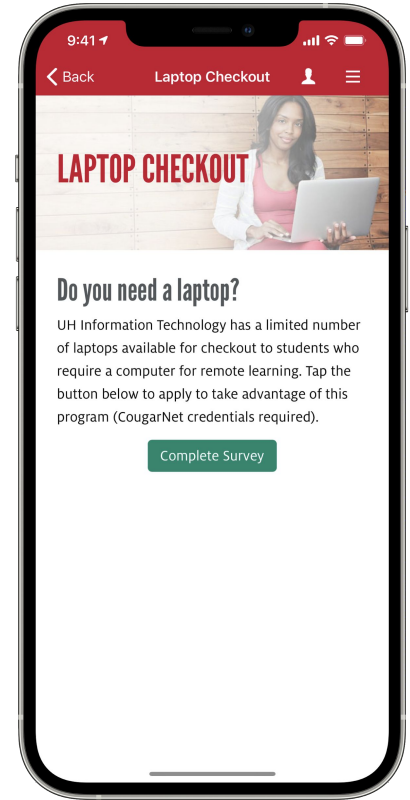 9:41
Back
Laptop Checkout
LAPTOP CHECKOUT
Do you need a laptop?
UH Information Technology has a limited number
of laptops available for checkout to students who
require a computer for remote learning. Tap the
button below to apply to take advantage of this
program (CougarNet credentials required).
Complete Survey